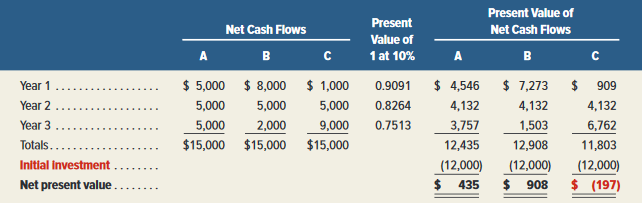 Net Cash Flows Present Value of 1 at 10% Present Value of Net Cash Flows
A B C A B C
Year 1 . . . . . . . . . . . . . . . . . . . $ 5,000 $ 8,000 $ 1,000 0.9091 $ 4,546 $ 7,273 $ 909
Year 2 . . . . . . . . . . . . . . . . . . . 5,000 5,000 5,000 0.8264 4,132 4,132 4,132
Year 3 . . . . . . . . . . . . . . . . . . . 5,000 2,000 9,000 0.7513 3,757 1,503 6,762
Totals. . . . . . . . . . . . . . . . . . . $15,000 $15,000 $15,000 12,435 12,908 11,803
Initial investment . . . . . . . . (12,000) (12,000) (12,000)
Net present value . . . . . . . . $ 435 $ 908 $ (197)